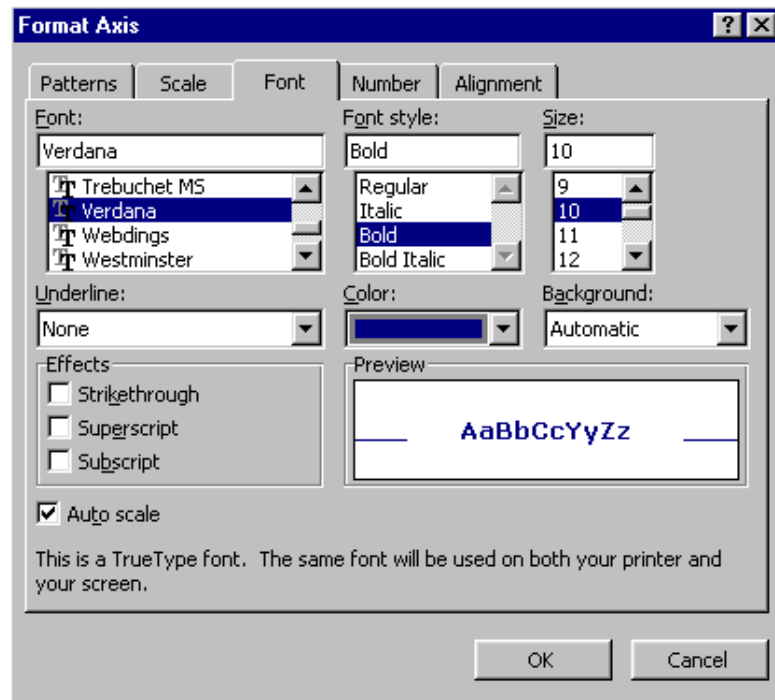 Format Axis
Patterns Scale Font Number Alignment
Font: Font style: Size:
Verdana Bold 10
Trebuchet MS Regular 9
Verdana Italic 10
Webdings Bold 11
Westminster Bold Italic 12
Underline: Color: Background:
None Automatic
Effects Preview
Strikethrough
Superscript AaBbCcYyZz
Subscript
Auto scale
This is a TrueType font. The same font will be used on both your printer and
your screen.
OK Cancel